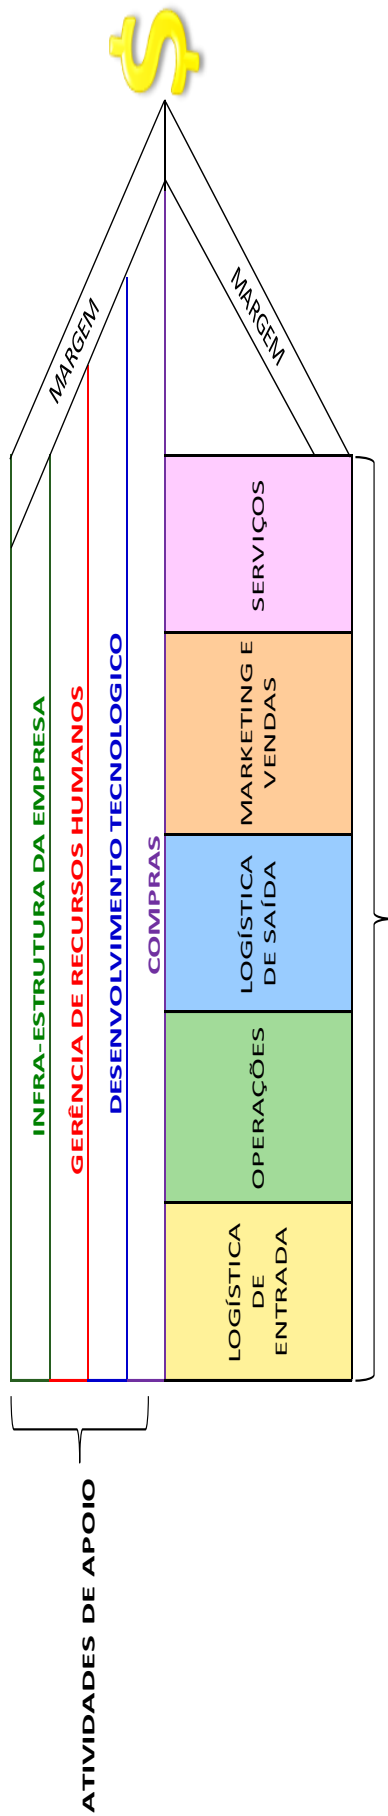 ATIVIDADES DE APOIO
INFRA-ESTRUTURA DA EMPRESA
GERÊNCIA DE RECURSOS HUMANOS
DESENVOLVIMENTO TECNOLOGICO
COMPRAS
LOGÍSTICA
DE
ENTRADA
OPERAÇÕES
LOGÍSTICA
DE SAÍDA
MARKETING E
VENDAS
SERVIÇOS
MARGEM
MARGEM
$